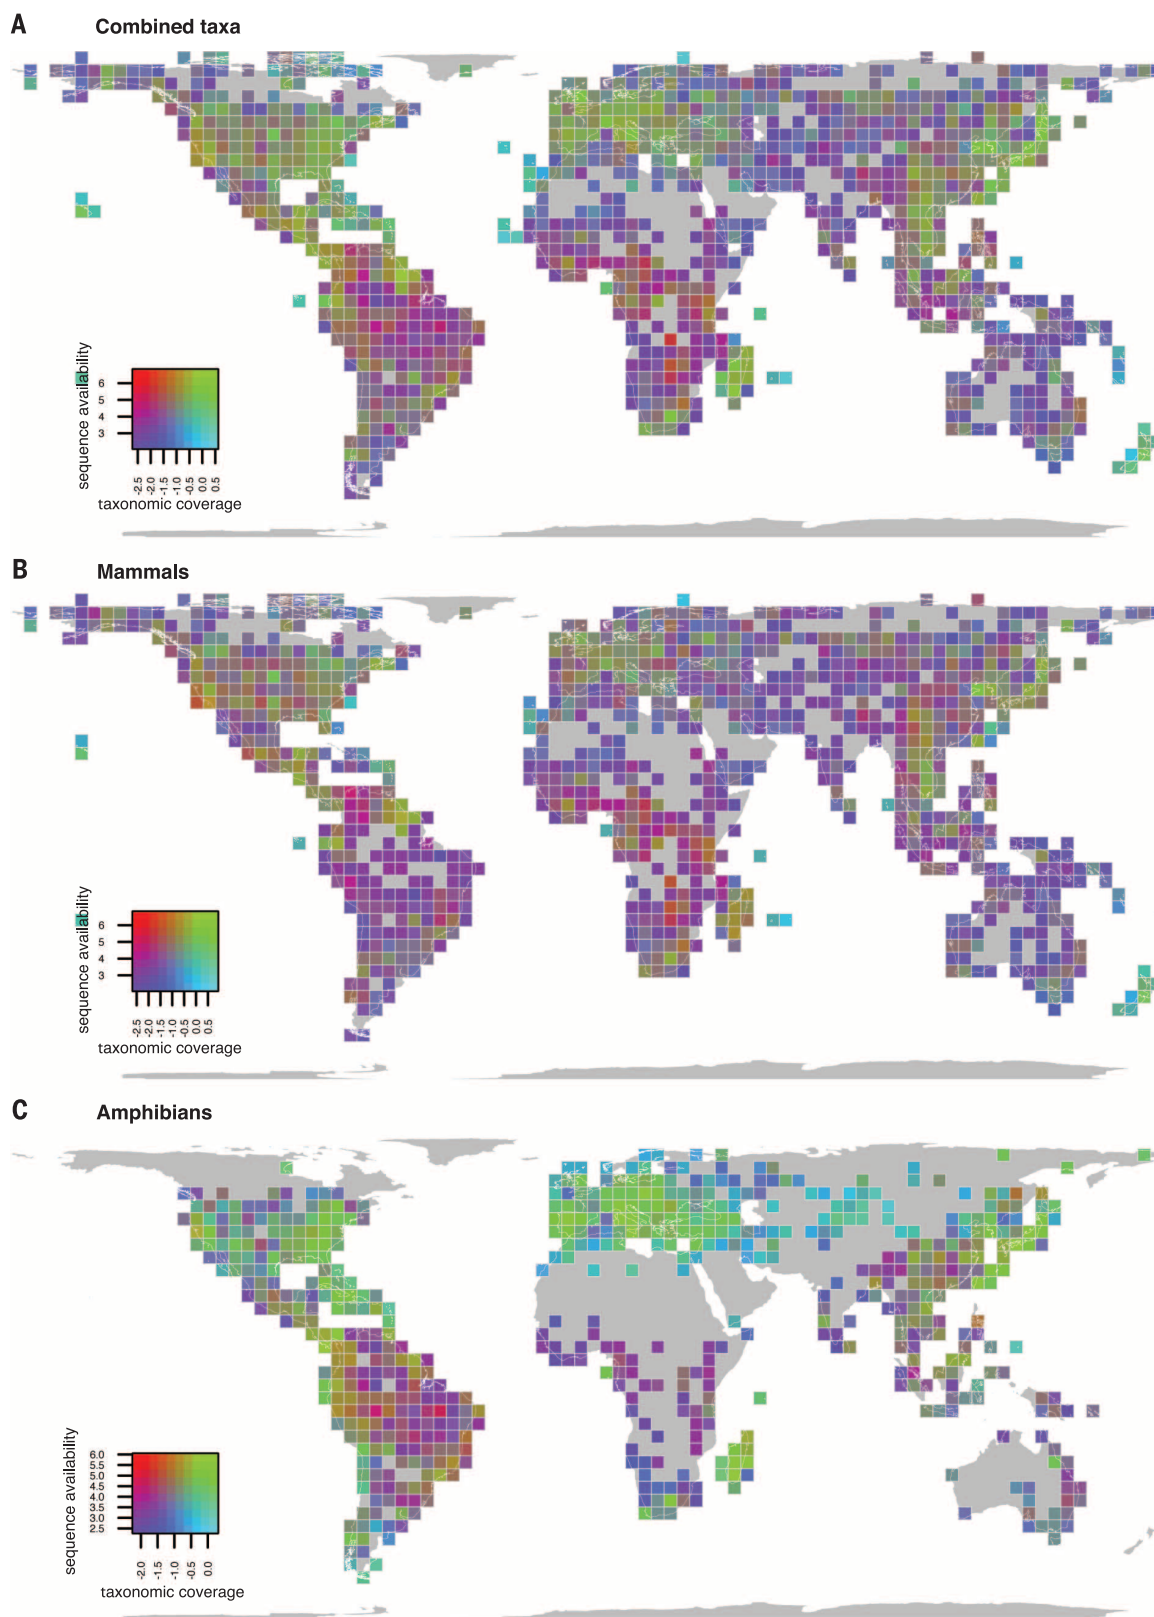 A Combined taxa
sequence availability
6
5
4
3
-2.5 -2.0 -1.5 -1.0 -0.5 0.0 0.5
taxonomic coverage
B Mammals
sequence availability
6
5
4
3
-2.5 -2.0 -1.5 -1.0 -0.5 0.0 0.5
taxonomic coverage
C Amphibians
sequence availability
6.0
5.5
5.0
4.5
4.0
3.5
3.0
2.5
-2.0 -1.5 -1.0 -0.5 0.0
taxonomic coverage